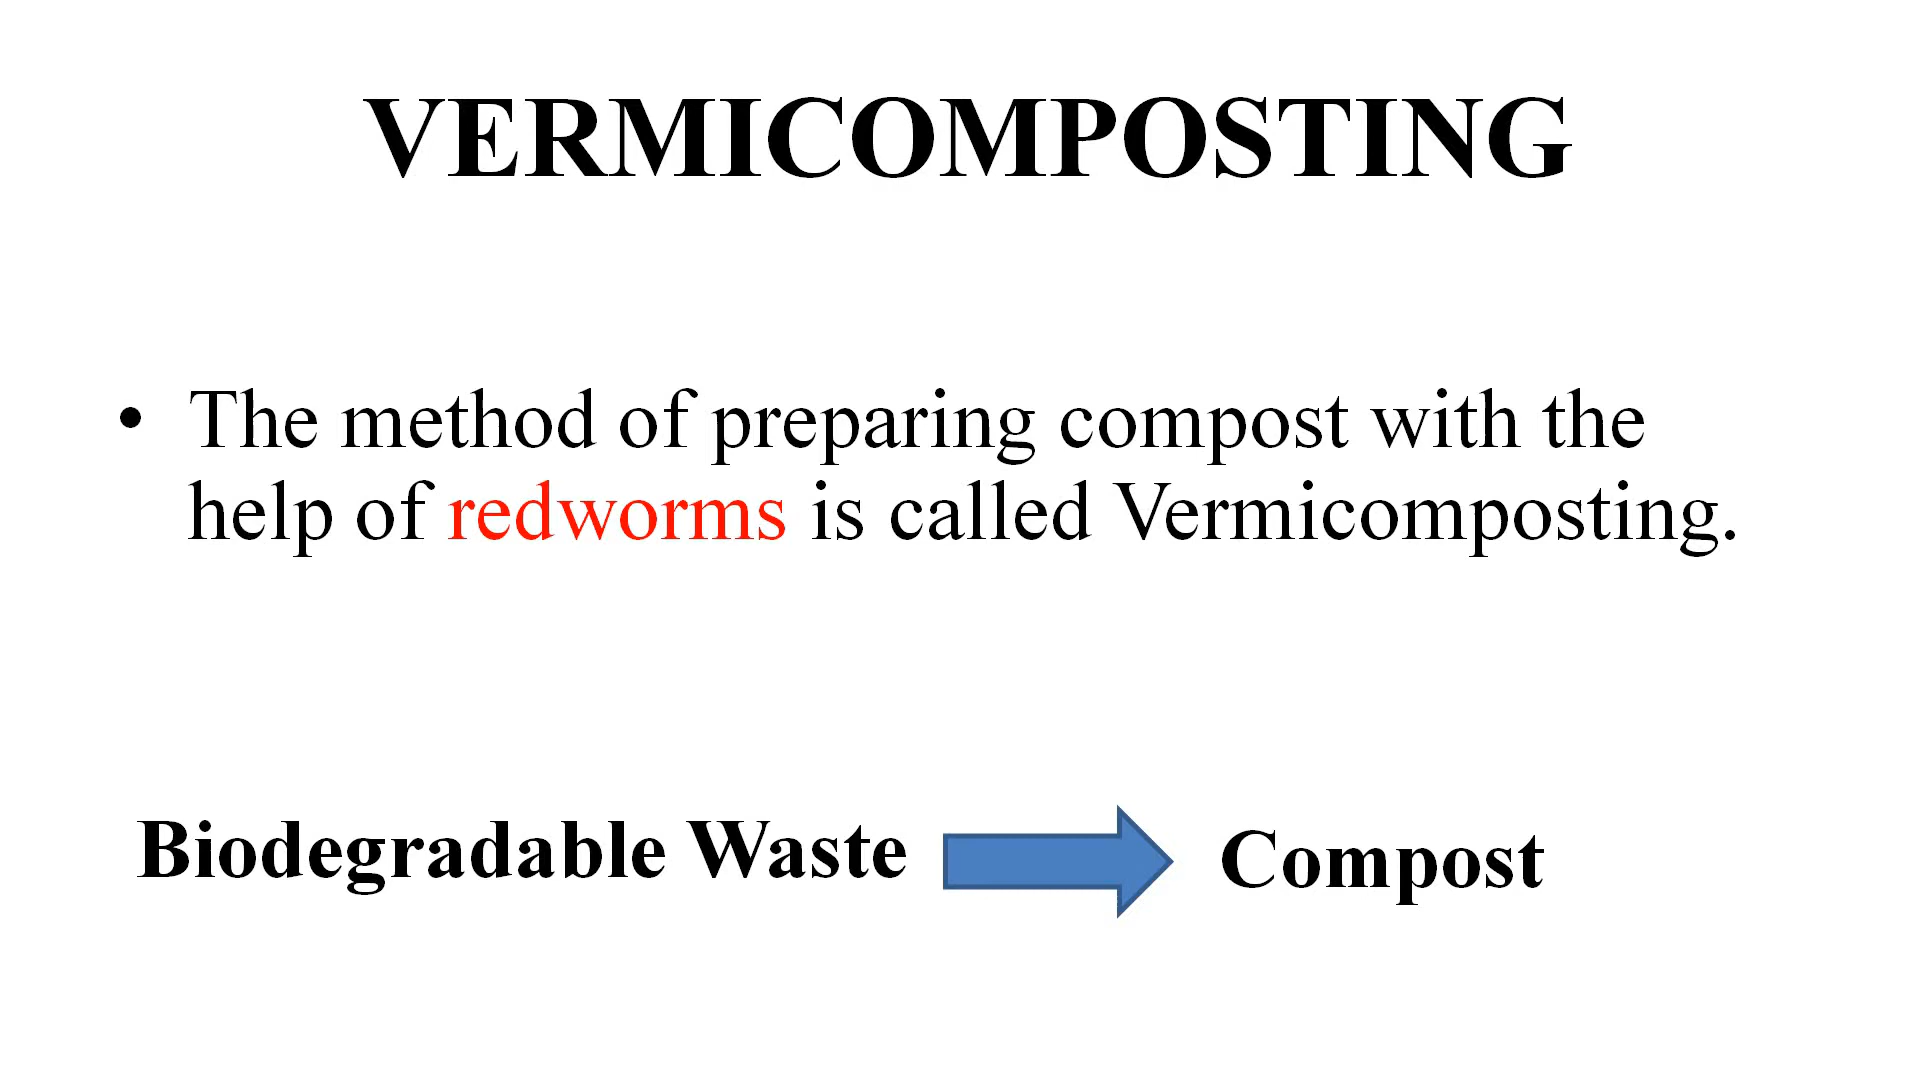 VERMICOMPOSTING
• The method of preparing compost with the
help of redworms is called Vermicomposting.
Biodegradable Waste
Compost